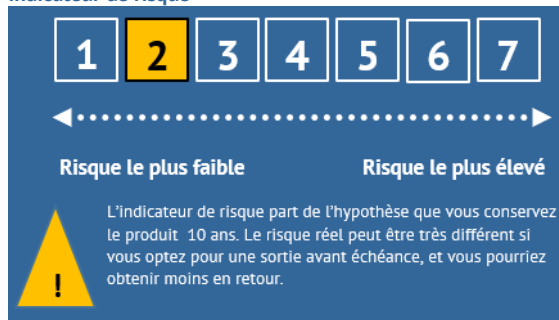 Indicateur de risque
1 2 3 4 5 6 7
Risque le plus faible Risque le plus élevé
L'indicateur de risque part de l'hypothèse que vous conservez
le produit 10 ans. Le risque réel peut être très différent si
vous optez pour une sortie avant échéance, et vous pourriez
obtenir moins en retour.
!